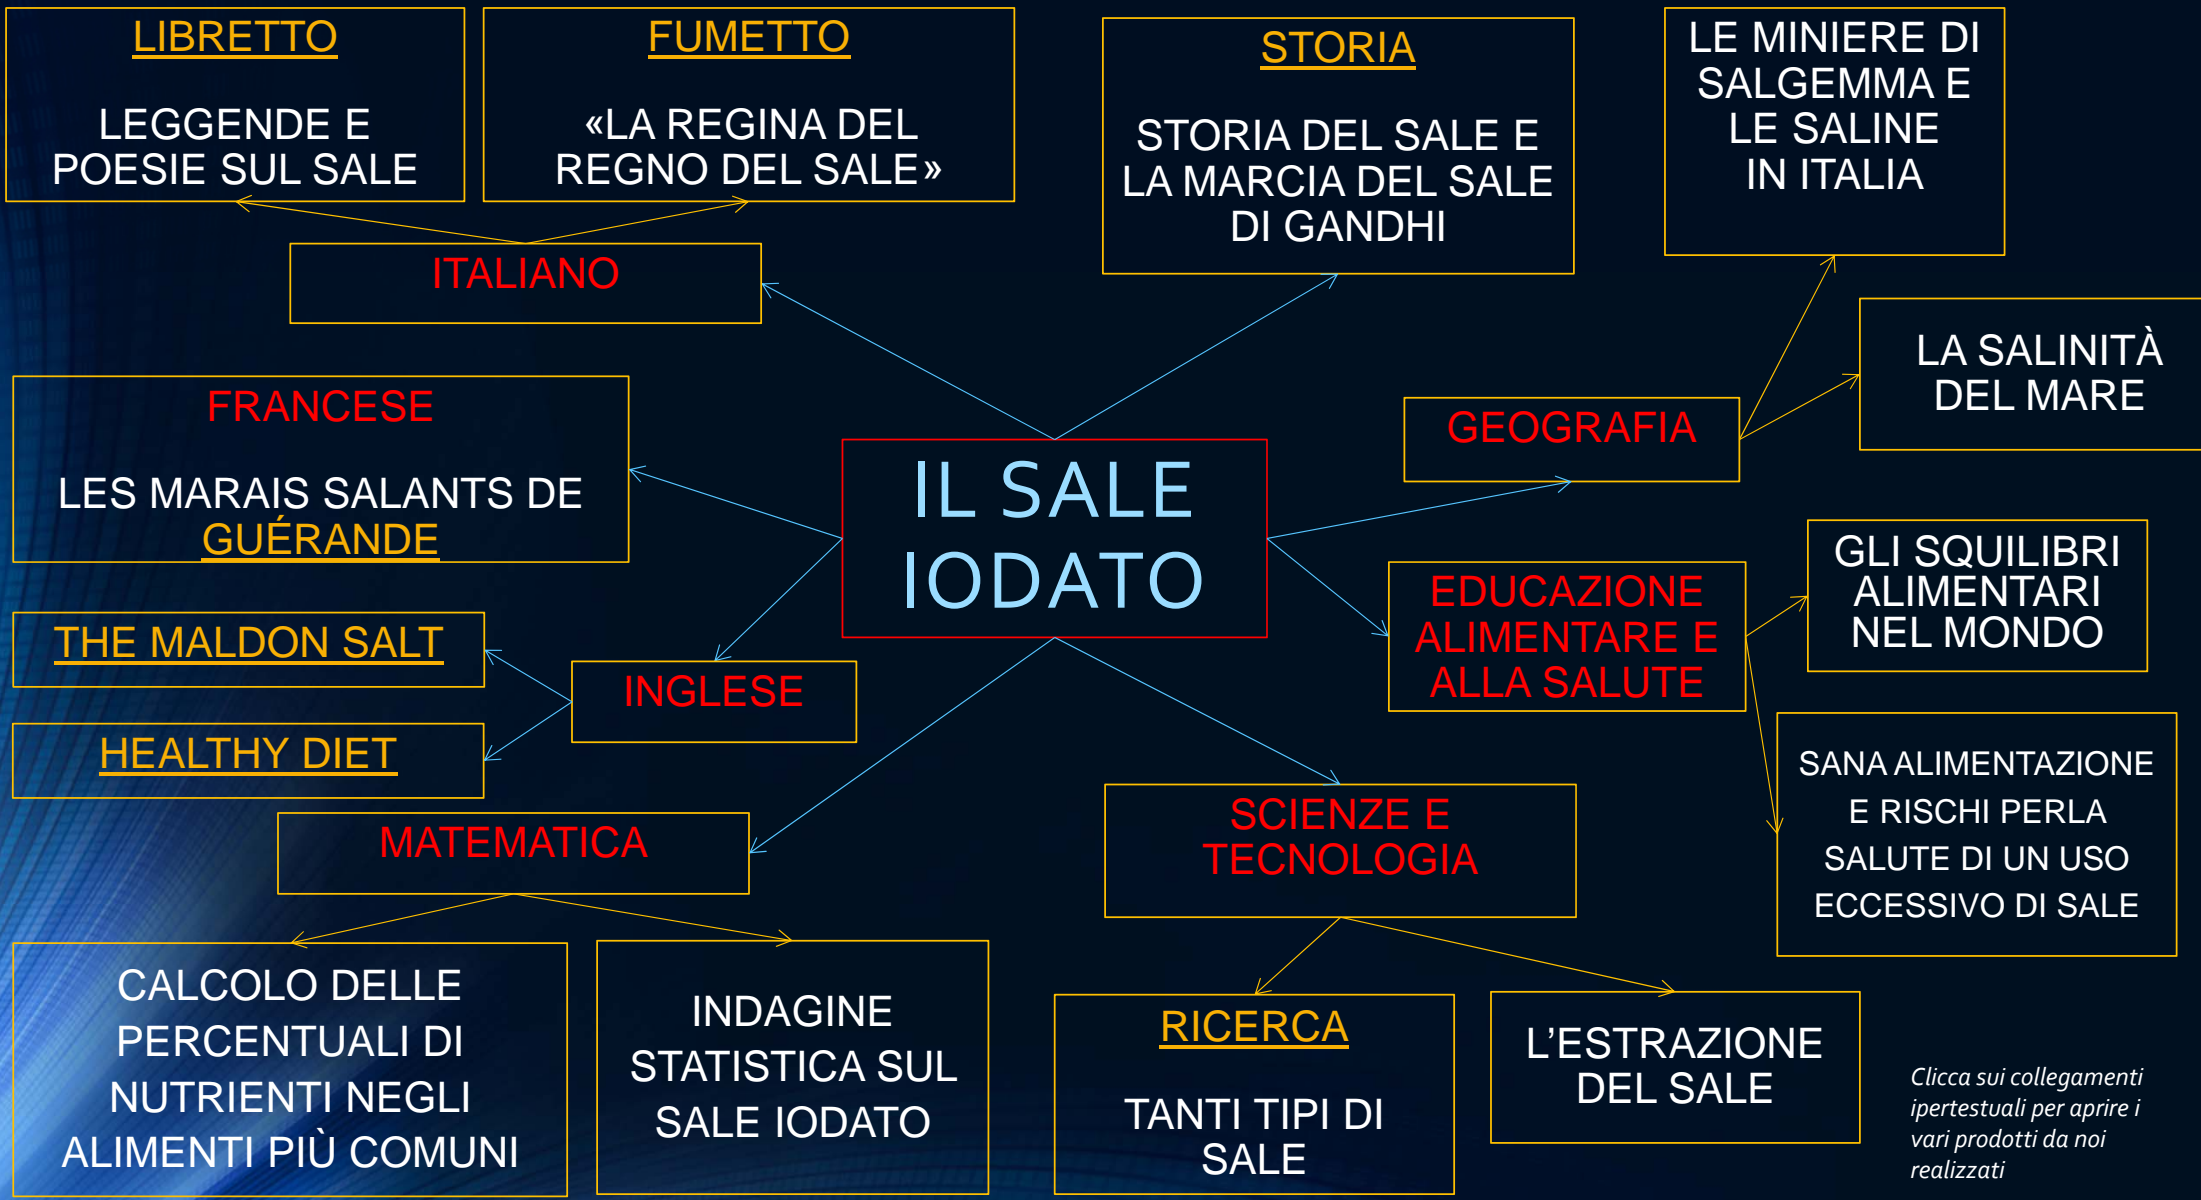 LIBRETTO
LEGGENDE E
POESIE SUL SALE
FUMETTO
«LA REGINA DEL
REGNO DEL SALE»
ITALIANO
STORIA
STORIA DEL SALE E
LA MARCIA DEL SALE
DI GANDHI
LE MINIERE DI
SALGEMMA E
LE SALINE
IN ITALIA
LA SALINITÀ
DEL MARE
GEOGRAFIA
FRANCESE
LES MARAIS SALANTS DE
GUÉRANDE
IL SALE
IODATO
EDUCAZIONE
ALIMENTARE E
ALLA SALUTE
GLI SQUILIBRI
ALIMENTARI
NEL MONDO
SANA ALIMENTAZIONE
E RISCHI PERLA
SALUTE DI UN USO
ECCESSIVO DI SALE
THE MALDON SALT
HEALTHY DIET
INGLESE
MATEMATICA
CALCOLO DELLE
PERCENTUALI DI
NUTRIENTI NEGLI
ALIMENTI PIÙ COMUNI
INDAGINE
STATISTICA SUL
SALE IODATO
SCIENZE E
TECNOLOGIA
RICERCA
TANTI TIPI DI
SALE
L’ESTRAZIONE
DEL SALE
Clicca sui collegamenti
ipertestuali per aprire i
vari prodotti da noi
realizzati